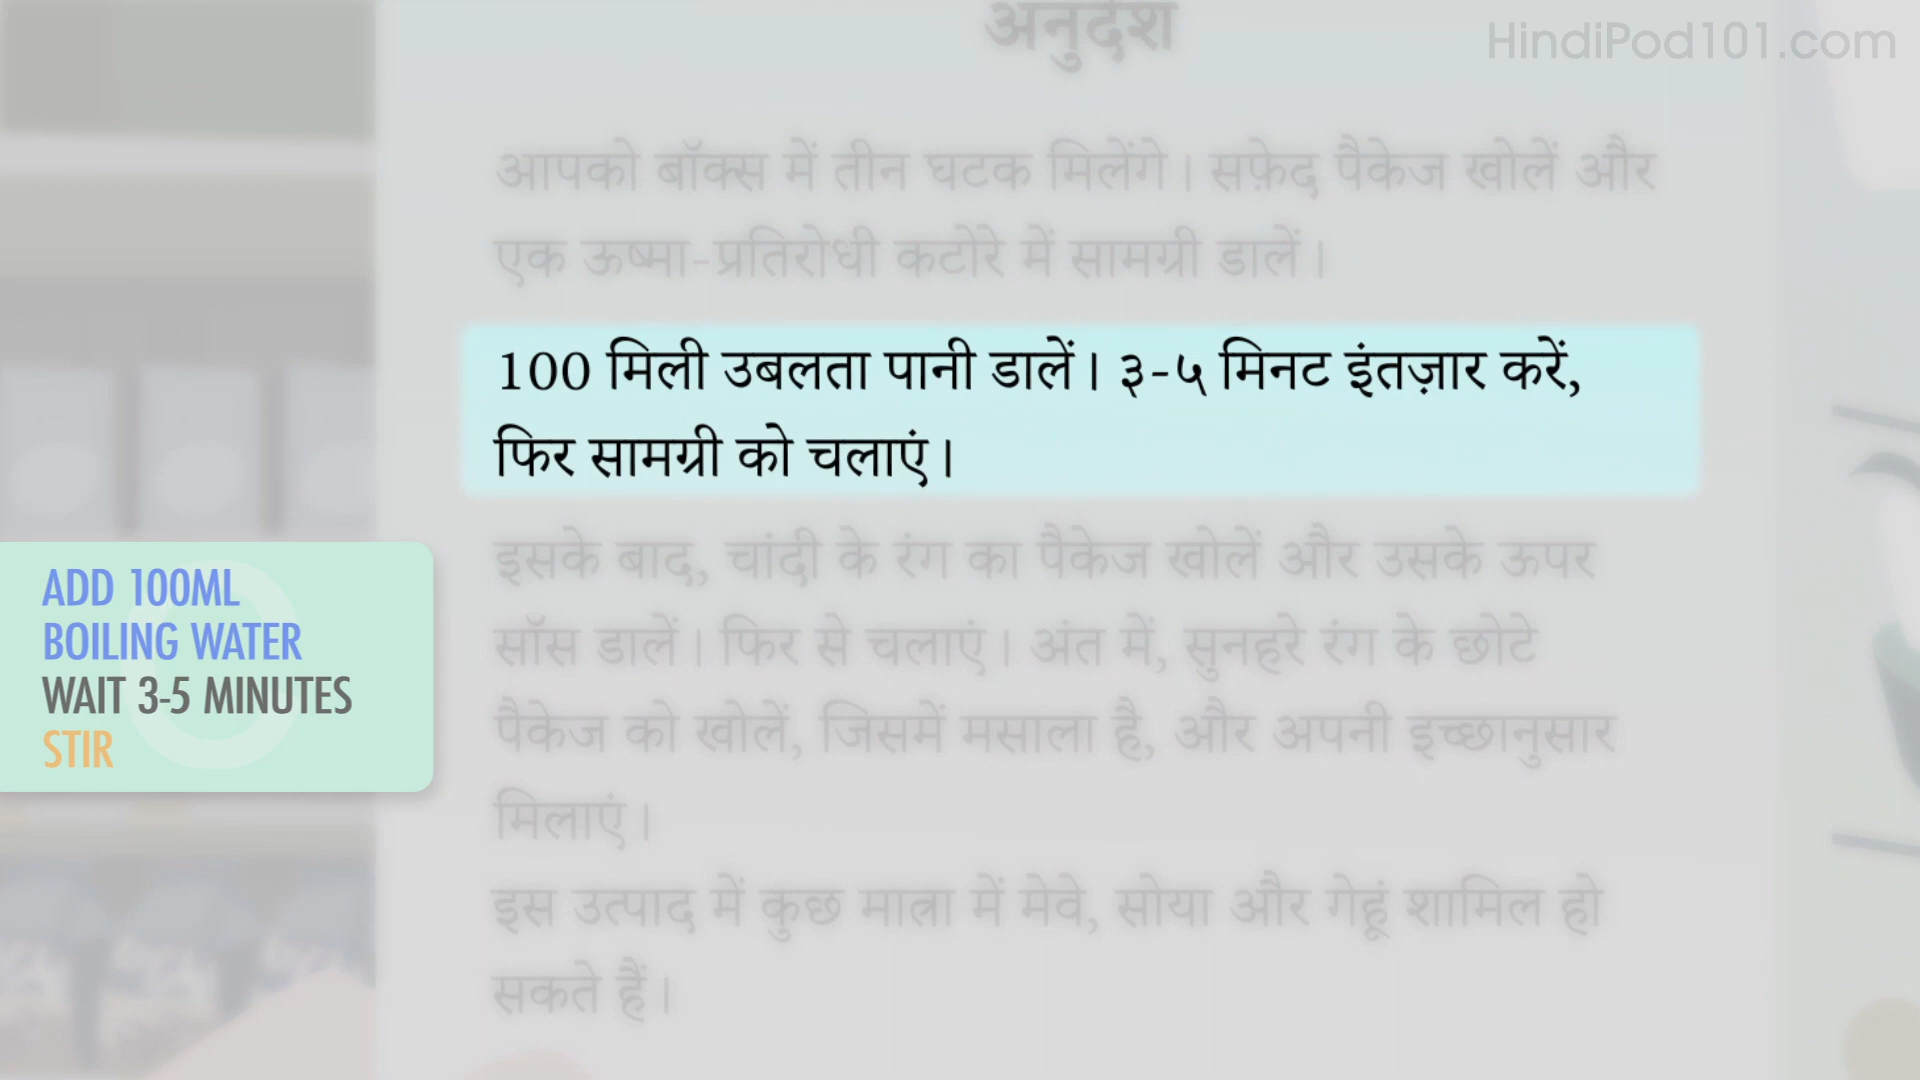 अनुदेश
HindiPod101.com
आपको बॉक्स में तीन घटक मिलेंगे। सफ़ेद पैकेज खोलें और
एक ऊष्मा-प्रतिरोधी कटोरे में सामग्री डालें।
100 मिली उबलता पानी डालें। ३-५ मिनट इंतज़ार करें,
फिर सामग्री को चलाएं।
ADD 100ML
BOILING WATER
WAIT 3-5 MINUTES
STIR
इसके बाद, चांदी के रंग का पैकेज खोलें और उसके ऊपर
सॉस डालें। फिर से चलाएं। अंत में, सुनहरे रंग के छोटे
पैकेज को खोलें, जिसमें मसाला है, और अपनी इच्छानुसार
मिलाएं।
इस उत्पाद में कुछ मात्रा में मेवे, सोया और गेहूं शामिल हो
सकते हैं।